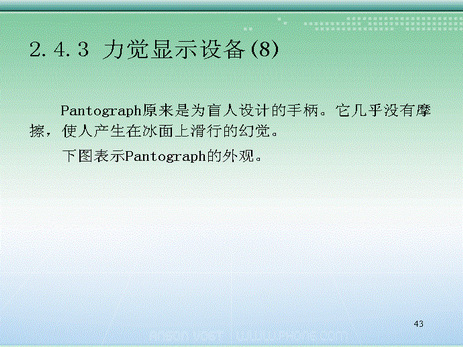 2.4.3 力觉显示设备(8)
Pantograph原来是为盲人设计的手柄。它几乎没有摩
擦，使人产生在冰面上滑行的幻觉。
下图表示Pantograph的外观。
43